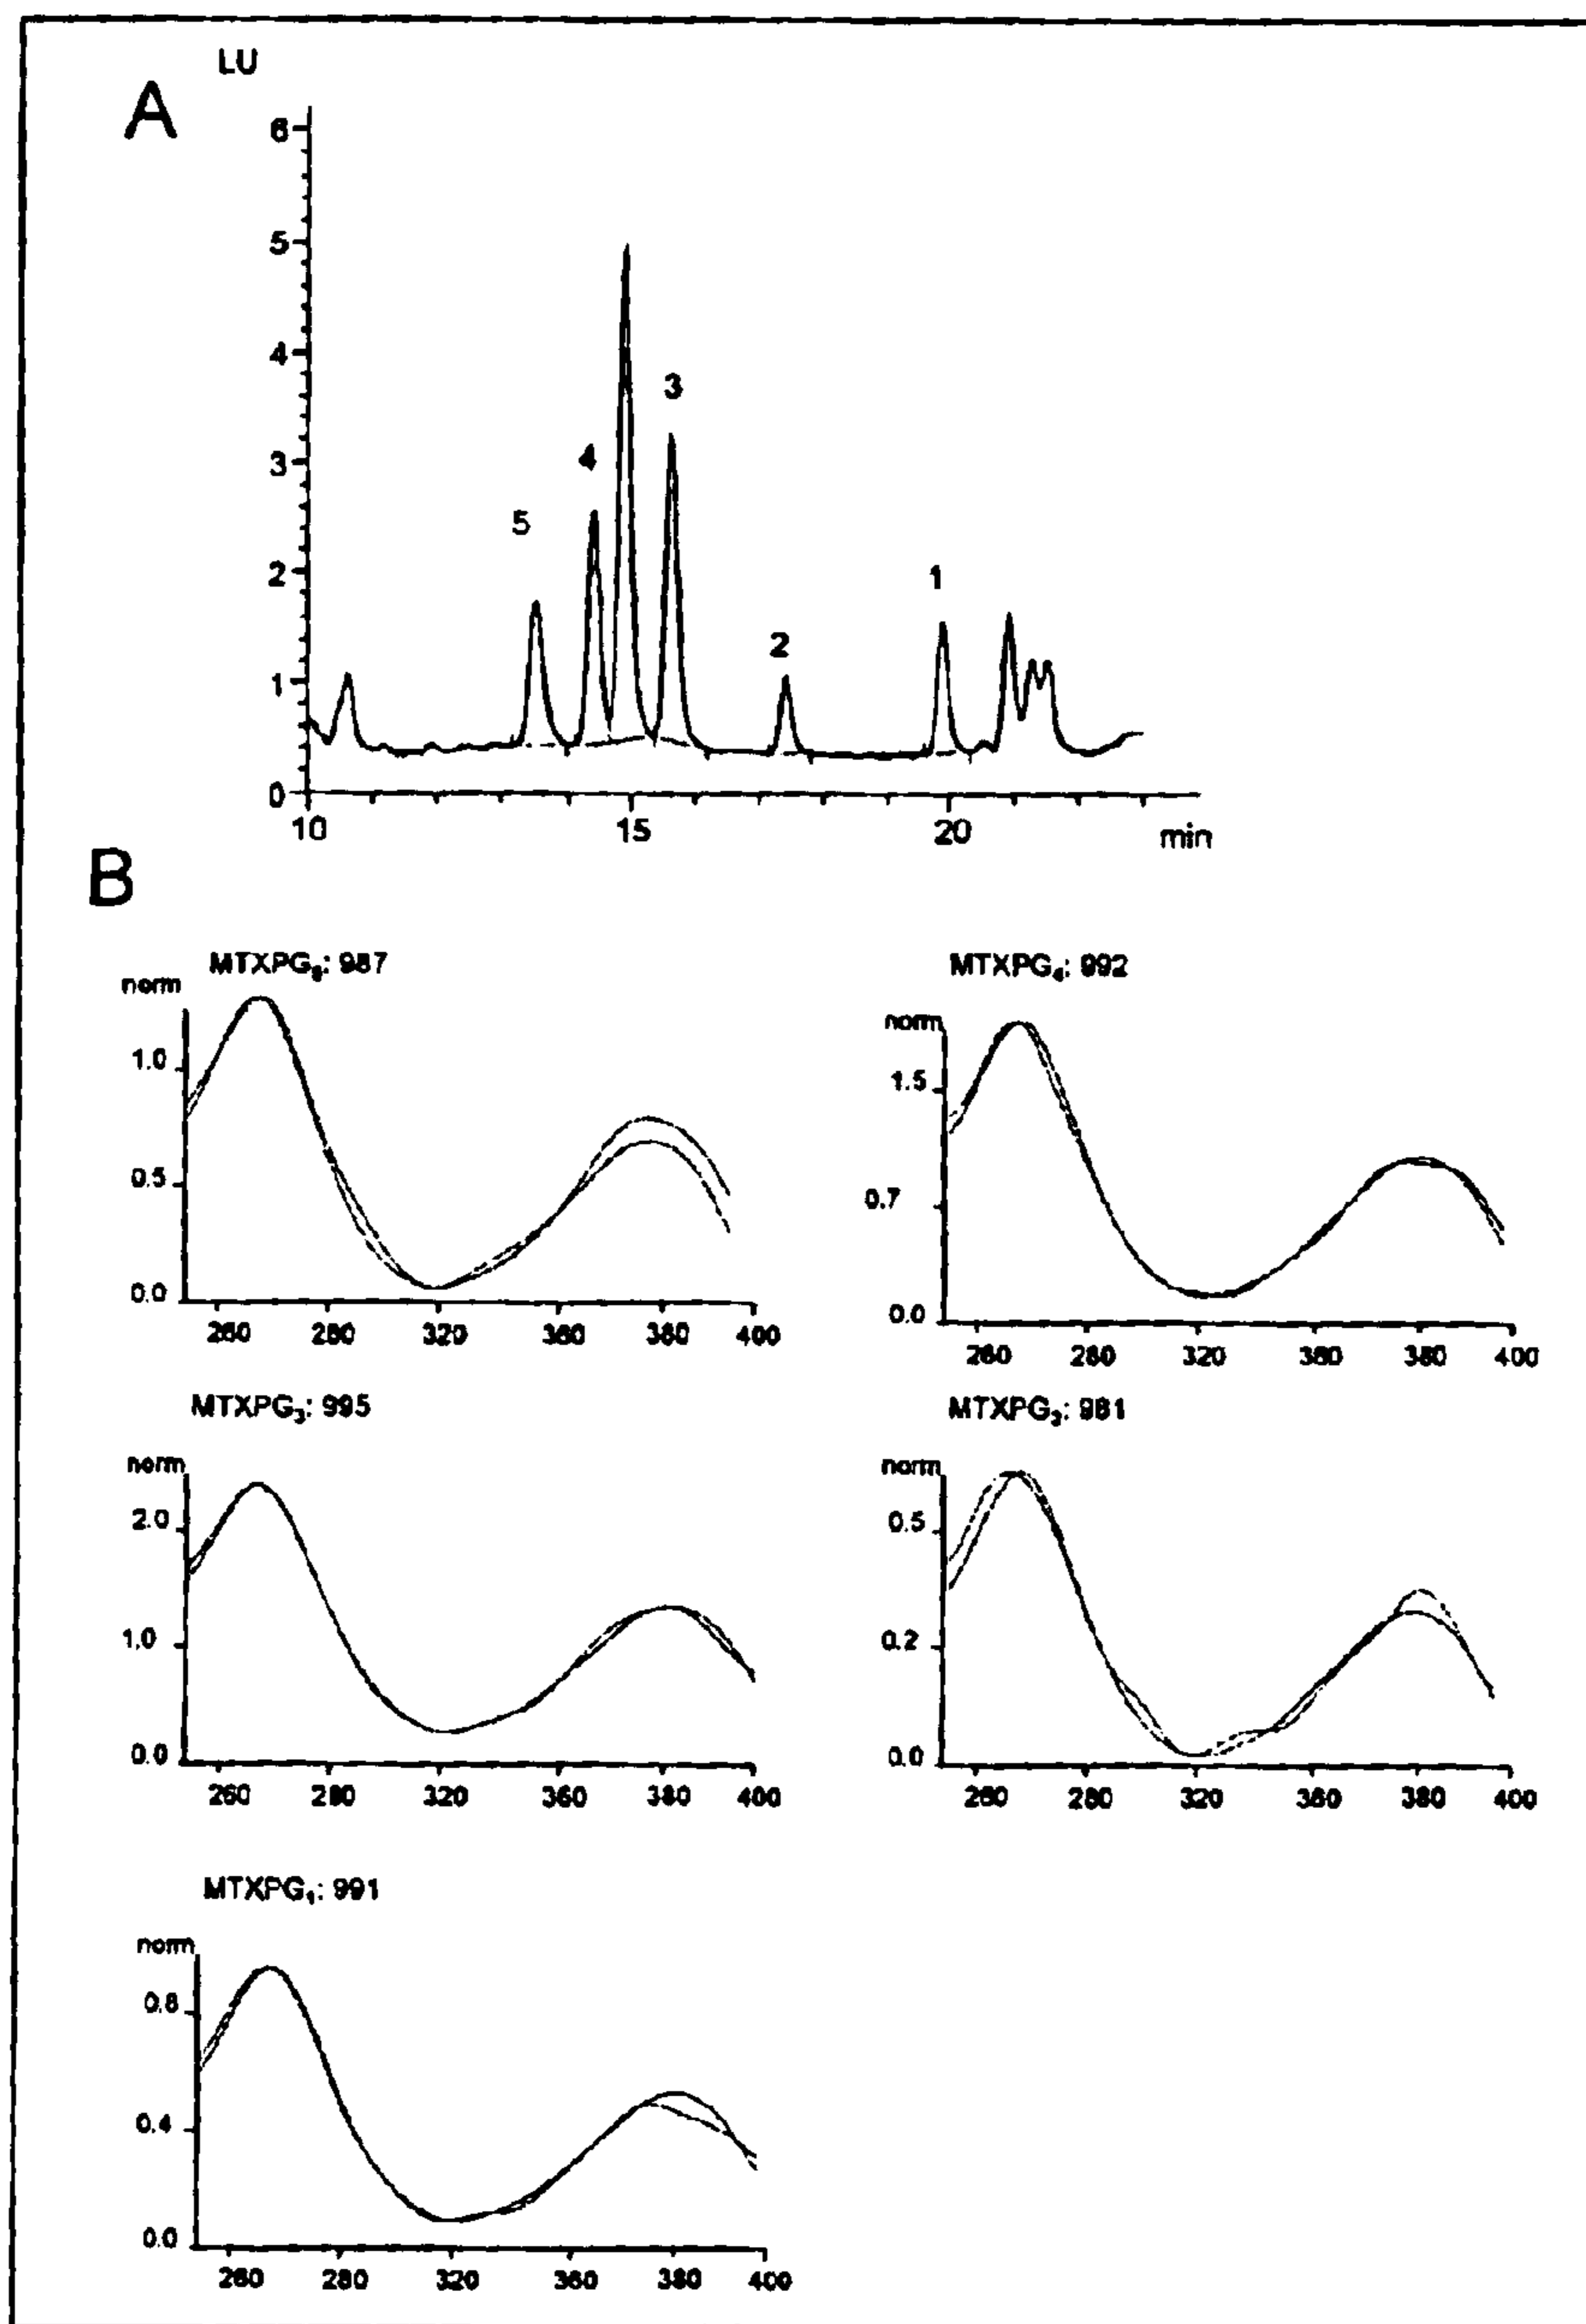 LU
A
6
5
4
3
2
1
0
5
4
3
2
1
10 15 20 min
B
MTXPG₅: 987
norm
1.0
0.5
0.0
260 280 320 360 380 400
MTXPG₄: 992
norm
1.5
0.7
0.0
260 280 320 360 380 400
MTXPG₃: 995
norm
2.0
1.0
0.0
260 280 320 360 380 400
MTXPG₂: 981
norm
0.5
0.2
0.0
260 280 320 360 380 400
MTXPG₁: 991
norm
0.8
0.4
0.0
260 280 320 360 380 400